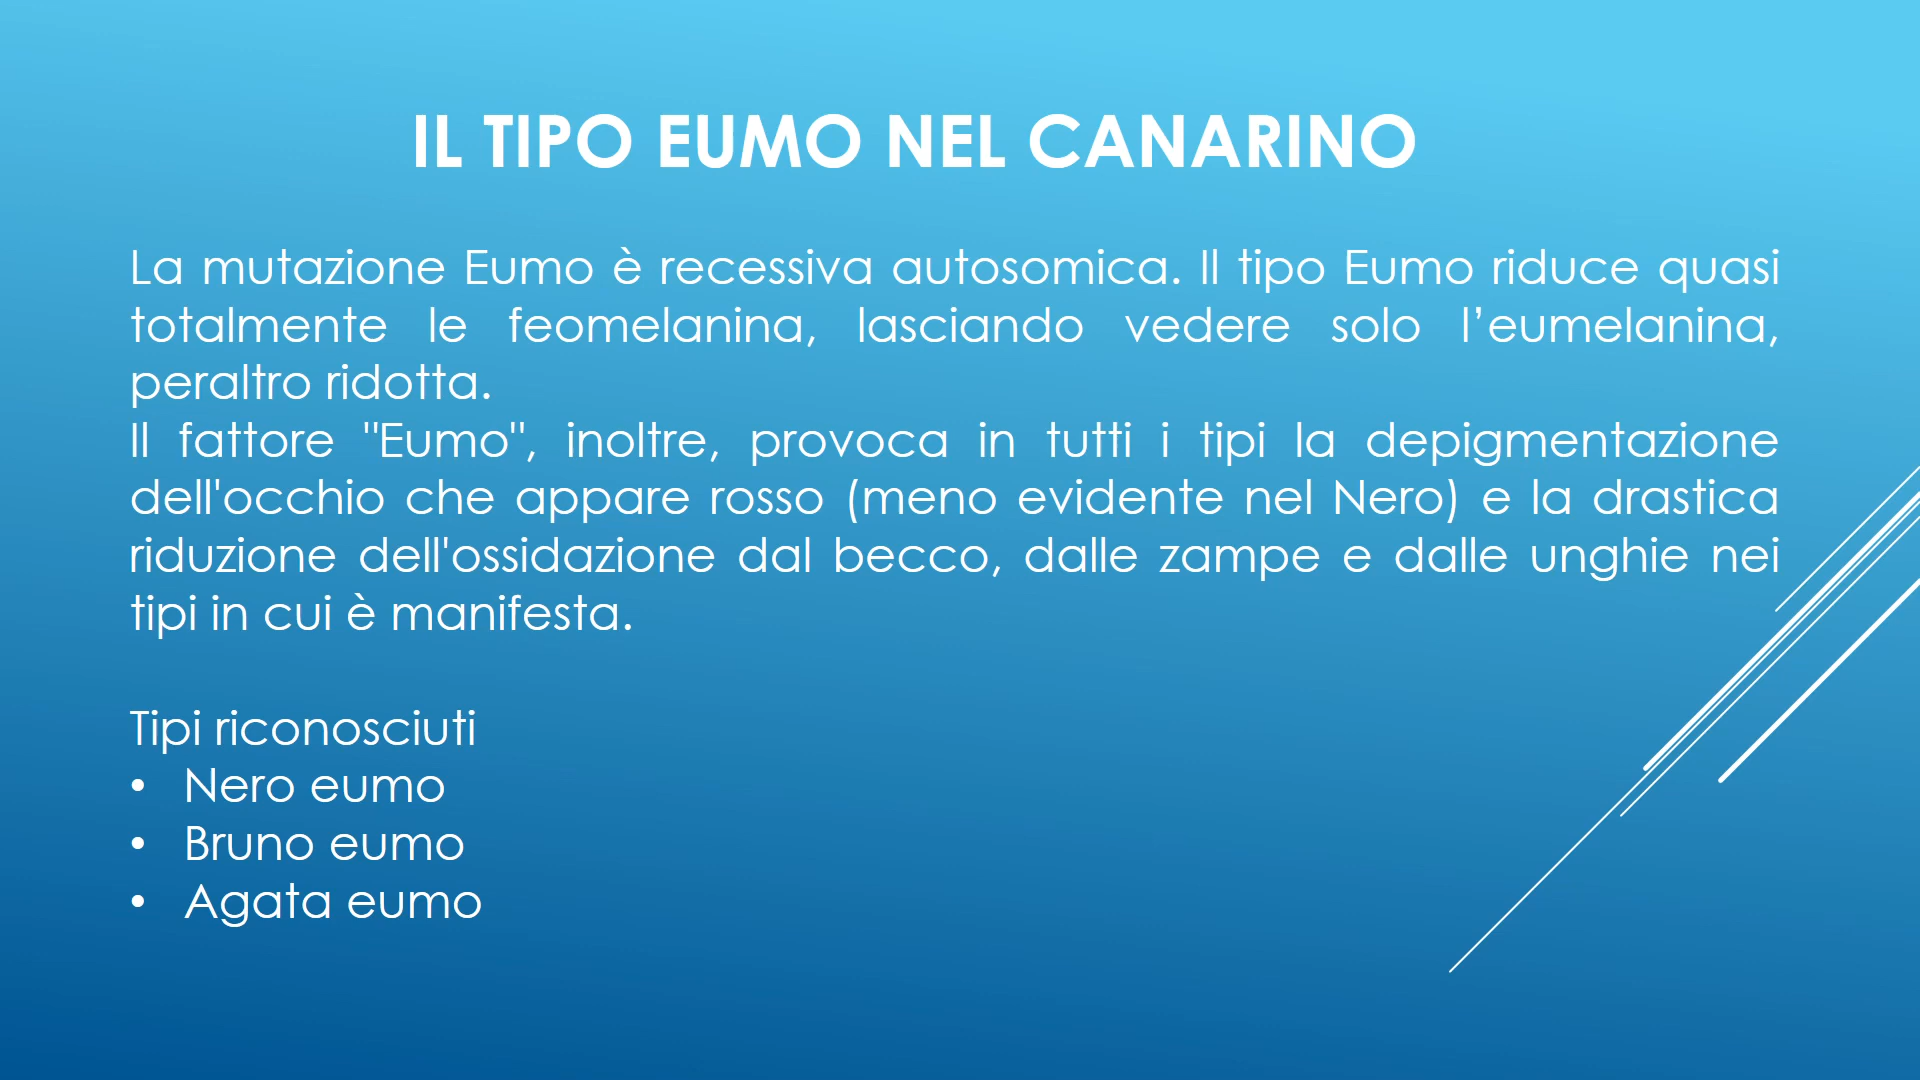 IL TIPO EUMO NEL CANARINO
La mutazione Eumo è recessiva autosomica. Il tipo Eumo riduce quasi
totalmente le feomelanina, lasciando vedere solo l’eumelanina,
peraltro ridotta.
Il fattore "Eumo", inoltre, provoca in tutti i tipi la depigmentazione
dell'occhio che appare rosso (meno evidente nel Nero) e la drastica
riduzione dell'ossidazione dal becco, dalle zampe e dalle unghie nei
tipi in cui è manifesta.
Tipi riconosciuti
• Nero eumo
• Bruno eumo
• Agata eumo